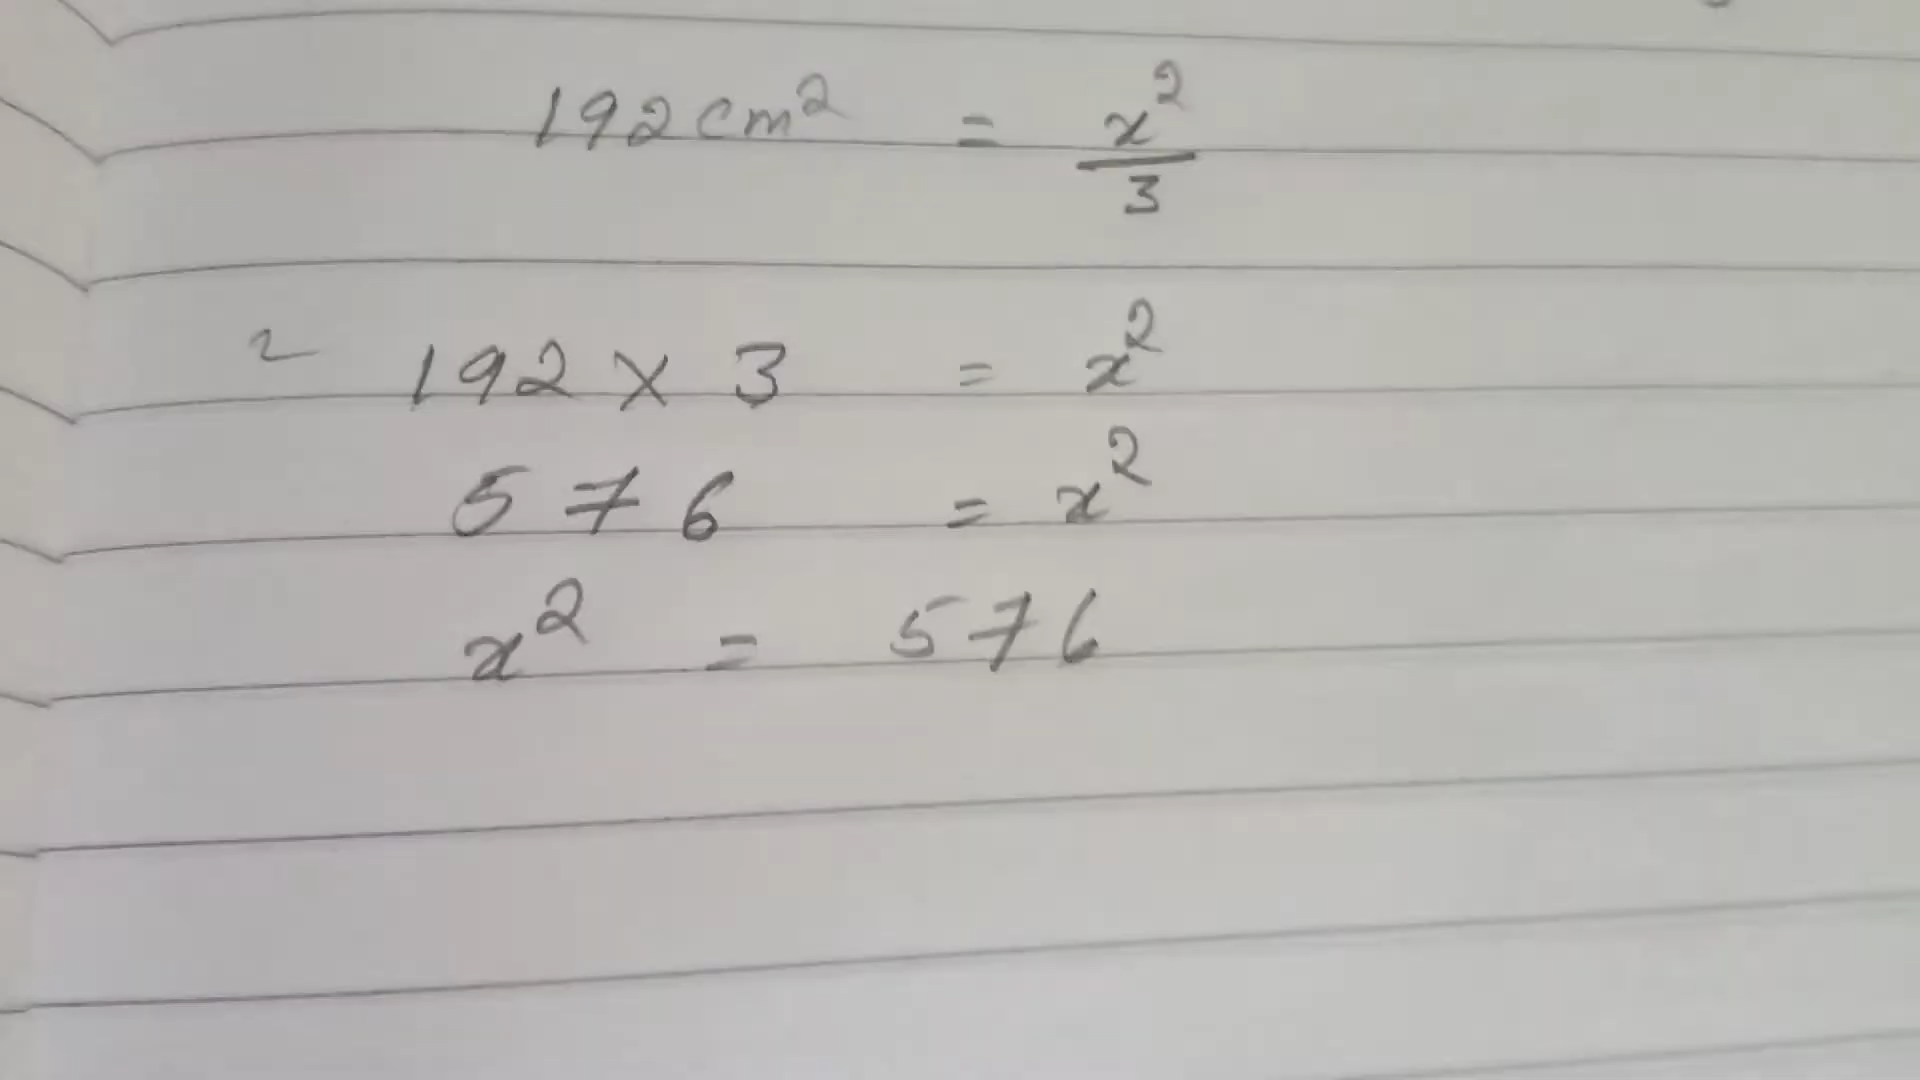 192 cm² = x²/3
192 × 3 = x²
576 = x²
x² = 576